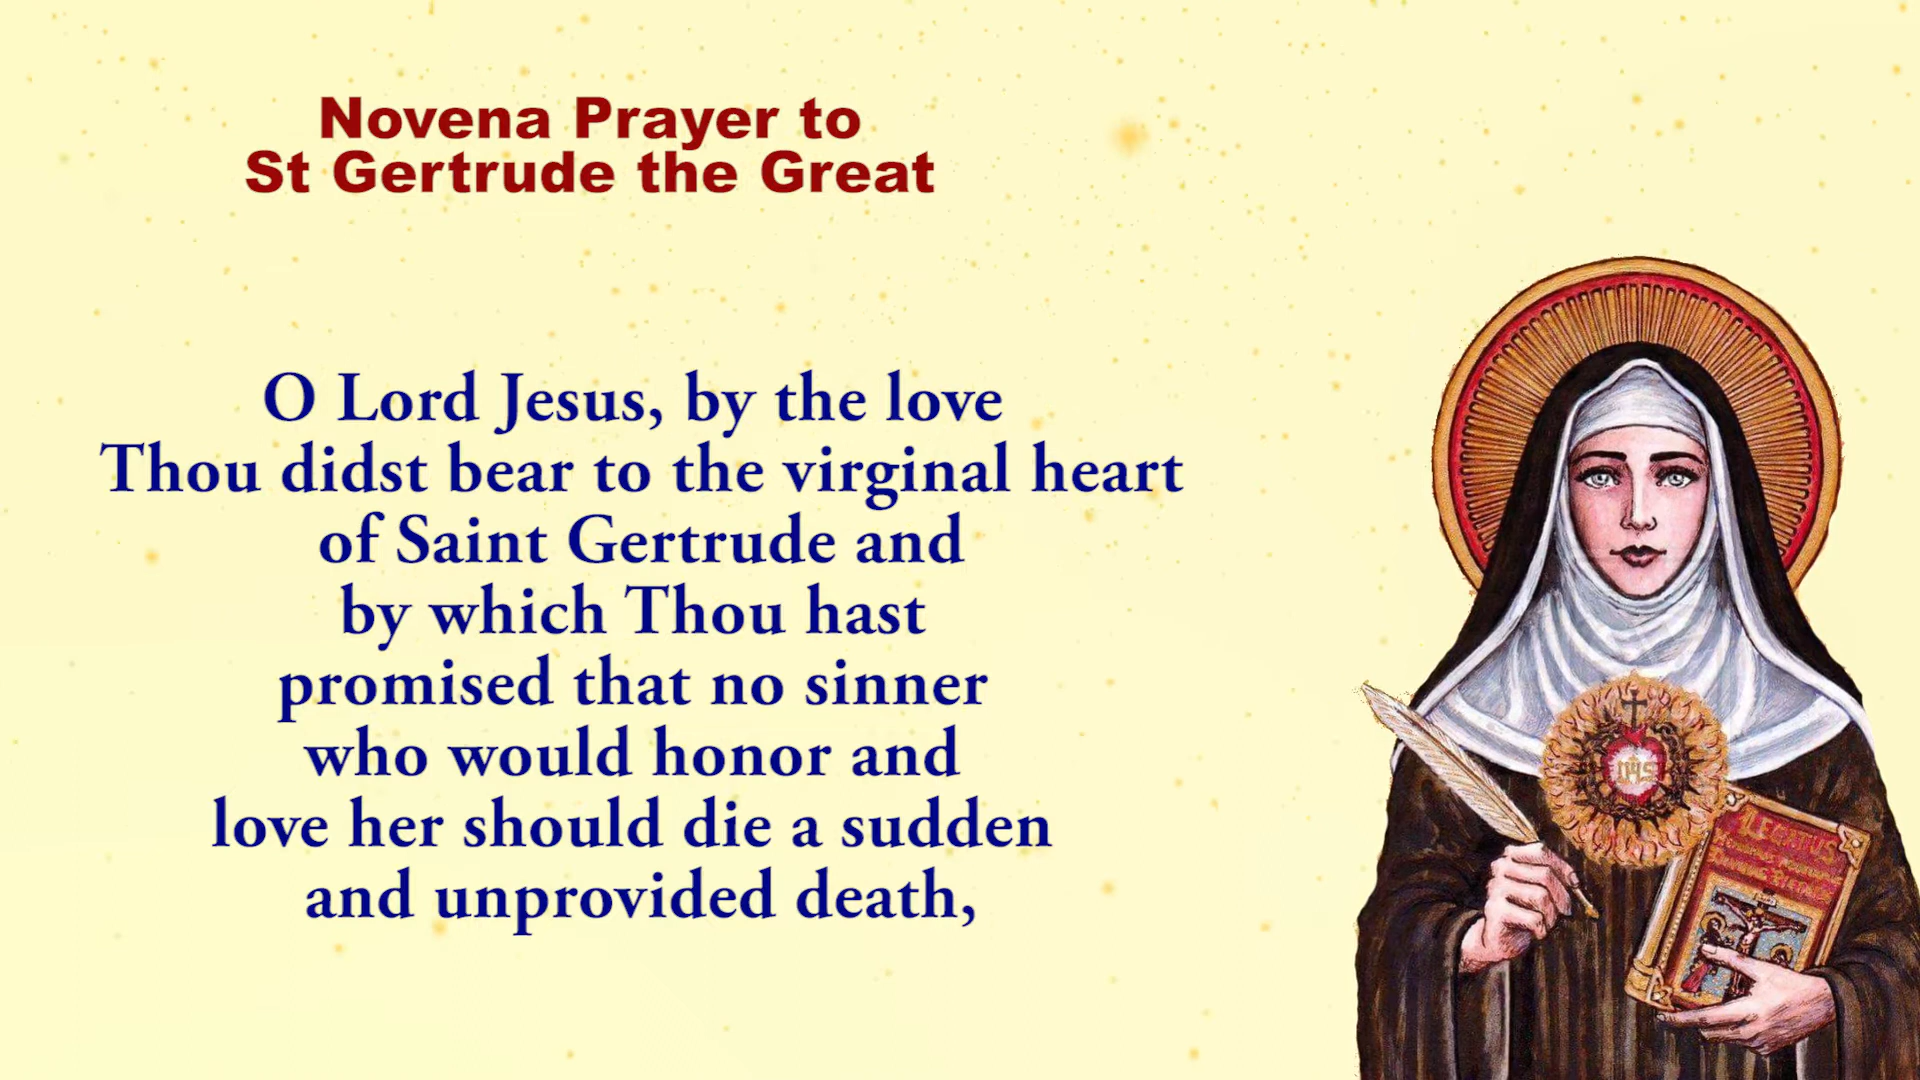 Novena Prayer to
St Gertrude the Great
O Lord Jesus, by the love
Thou didst bear to the virginal heart
of Saint Gertrude and
by which Thou hast
promised that no sinner
who would honor and
love her should die a sudden
and unprovided death,